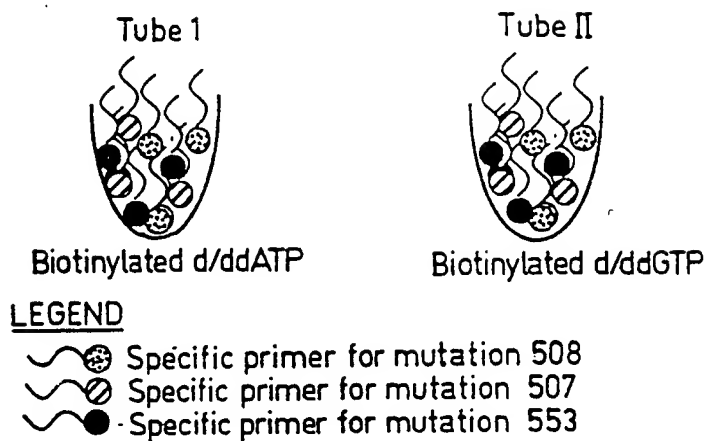 Tube 1 Tube II
Biotinylated d/ddATP Biotinylated d/ddGTP
LEGEND
Specific primer for mutation 508
Specific primer for mutation 507
Specific primer for mutation 553